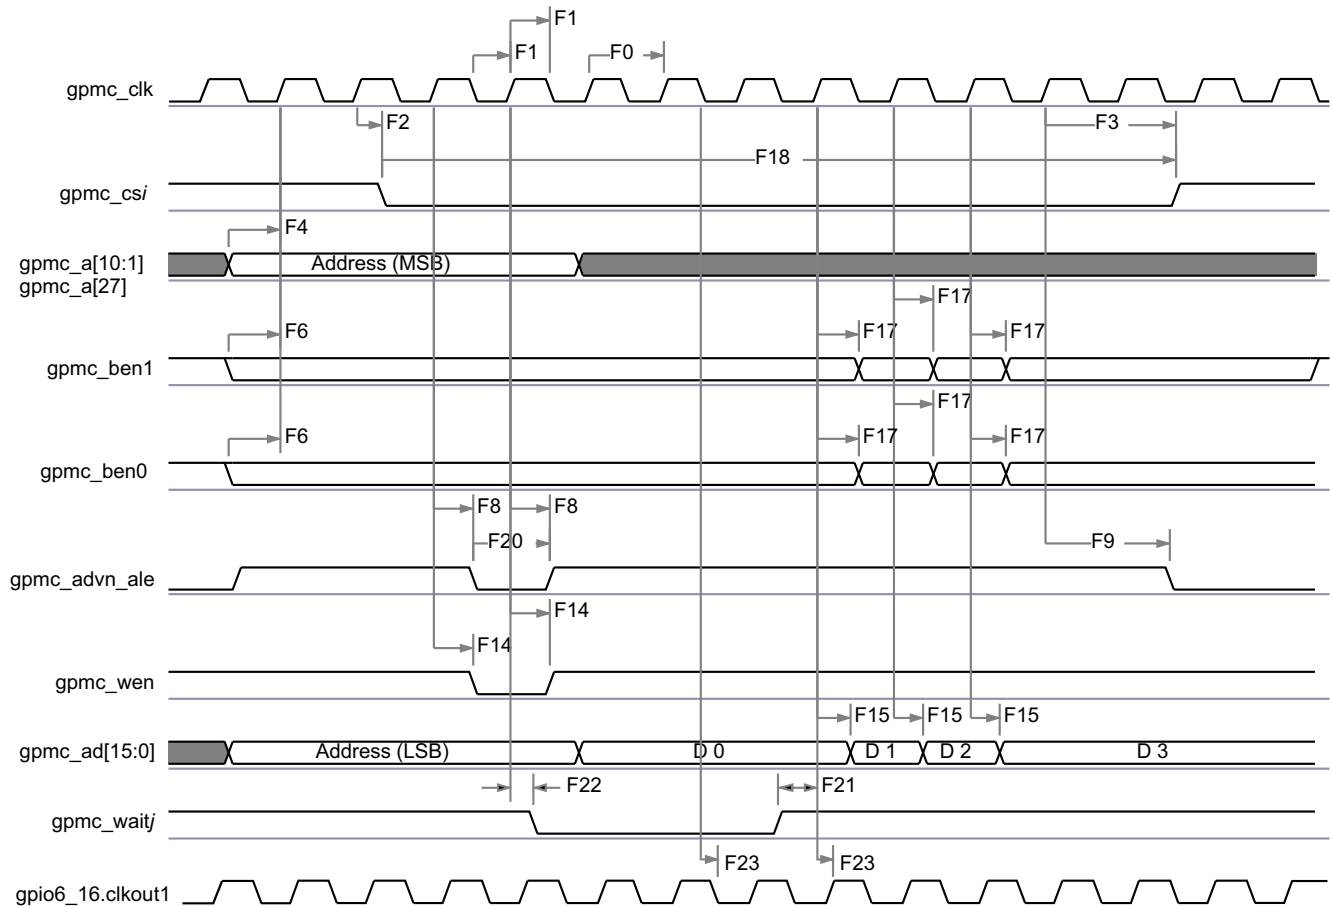 F1
F1
F0
gpmc_clk
F2
F3
F18
gpmc_csi
F4
gpmc_a[10:1]
Address (MSB)
gpmc_a[27]
F17
F6
F17
F17
gpmc_ben1
F17
F6
F17
F17
gpmc_ben0
F8
F8
F20
F9
gpmc_advn_ale
F14
F14
gpmc_wen
F15
F15
F15
gpmc_ad[15:0]
Address (LSB)
D 0
D 1
D 2
D 3
F22
F21
gpmc_waitj
F23
F23
gpio6_16.clkout1